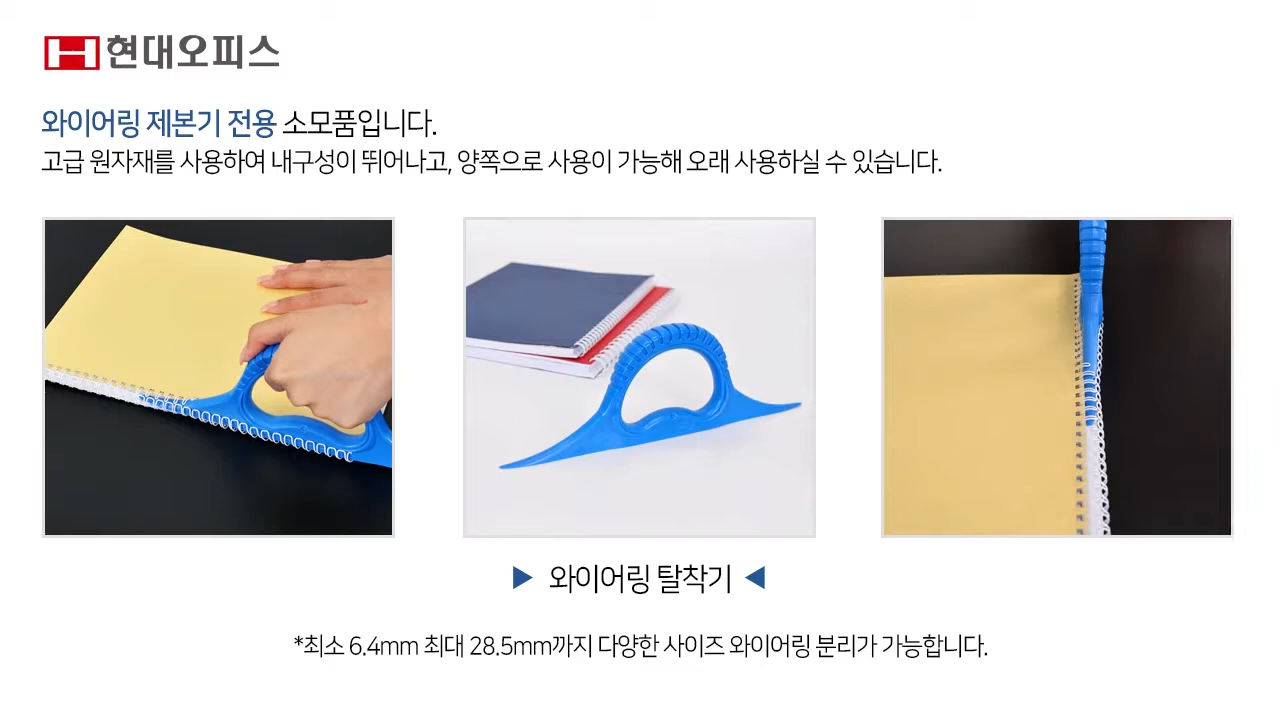 현대오피스
와이어링 제본기 전용 소모품입니다.
고급 원자재를 사용하여 내구성이 뛰어나고, 양쪽으로 사용이 가능해 오래 사용하실 수 있습니다.
▶ 와이어링 탈착기 ◀
*최소 6.4mm 최대 28.5mm까지 다양한 사이즈 와이어링 분리가 가능합니다.